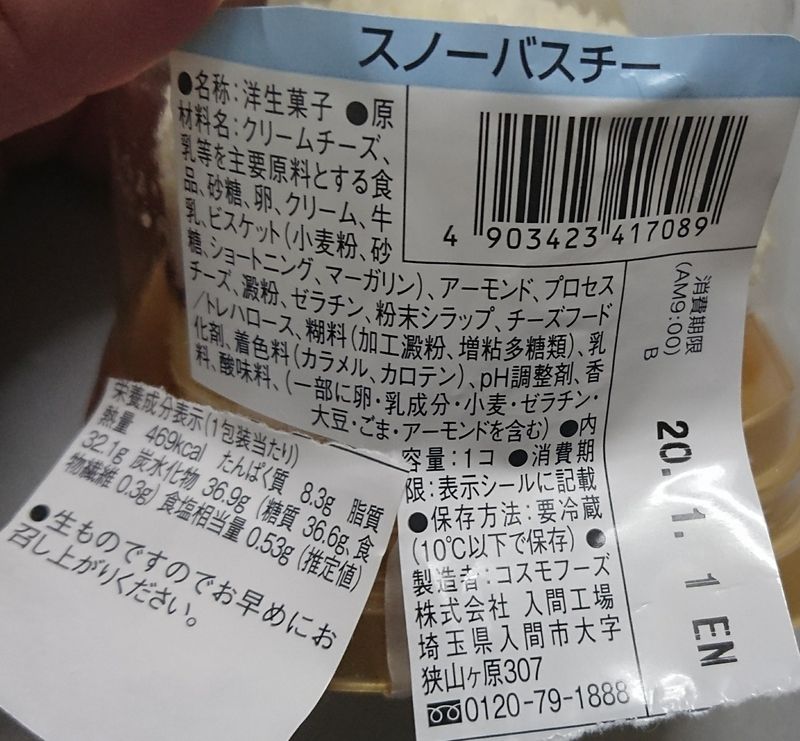 スノーバスチー
●名称:洋生菓子 ●原
材料名:クリームチーズ、
乳等を主要原料とする食
品、砂糖、卵、クリーム、牛
乳、ビスケット(小麦粉、砂
糖、ショートニング、マーガリン)、アーモンド、プロセス
チーズ、澱粉、ゼラチン、粉末シラップ、チーズフード
/トレハロース、糊料(加工澱粉、増粘多糖類)、乳
化剤、着色料(カラメル、カロテン)、pH調整剤、香
料、酸味料、(一部に卵・乳成分・小麦・ゼラチン・
大豆・ごま・アーモンドを含む) ●内
容量:1コ ●消費期
限:表示シールに記載
●保存方法:要冷蔵
(10℃以下で保存) ●
製造者:コスモフーズ
株式会社 入間工場
埼玉県入間市大字
狭山ヶ原307
0120-79-1888
4 903423 417089
消費期限
(AM9:00)
B
20. 1. 1 EN
栄養成分表示(1包装当たり)
熱量 469kcal たんぱく質 8.3g 脂質
32.1g 炭水化物 36.9g (糖質 36.6g、食
物繊維 0.3g) 食塩相当量 0.53g (推定値)
●生ものですのでお早めにお
召し上がりください。